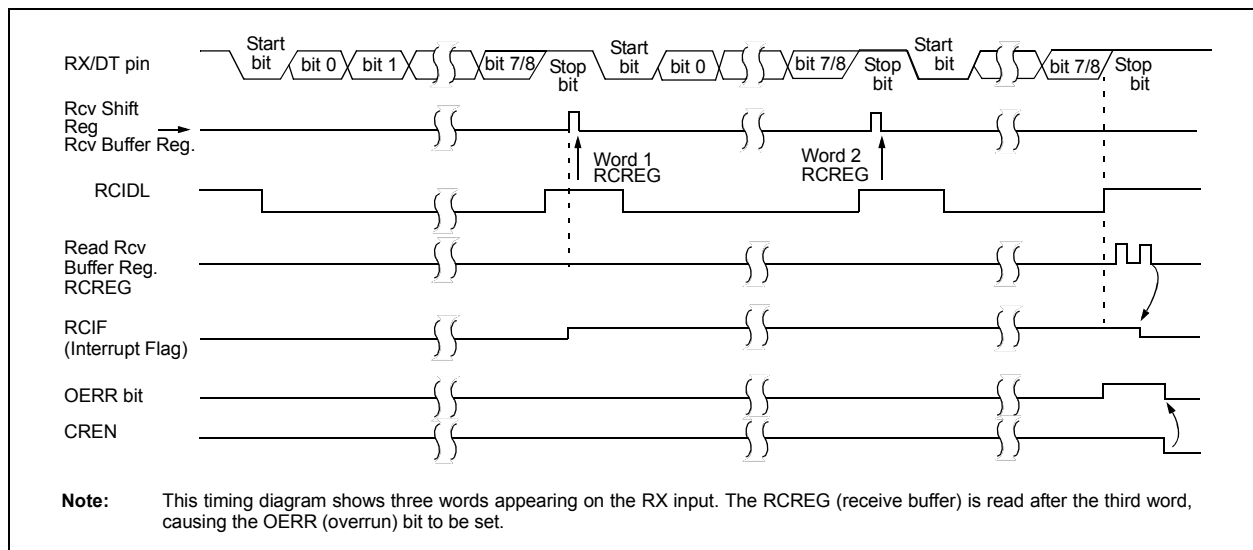 RX/DT pin
Start
bit
bit 0
bit 1
bit 7/8
Stop
bit
Start
bit
bit 0
bit 7/8
Stop
bit
Start
bit
bit 7/8
Stop
bit
Rcv Shift
Reg
Rcv Buffer Reg.
Word 1
RCREG
Word 2
RCREG
RCIDL
Read Rcv
Buffer Reg.
RCREG
RCIF
(Interrupt Flag)
OERR bit
CREN
Note: This timing diagram shows three words appearing on the RX input. The RCREG (receive buffer) is read after the third word,
causing the OERR (overrun) bit to be set.